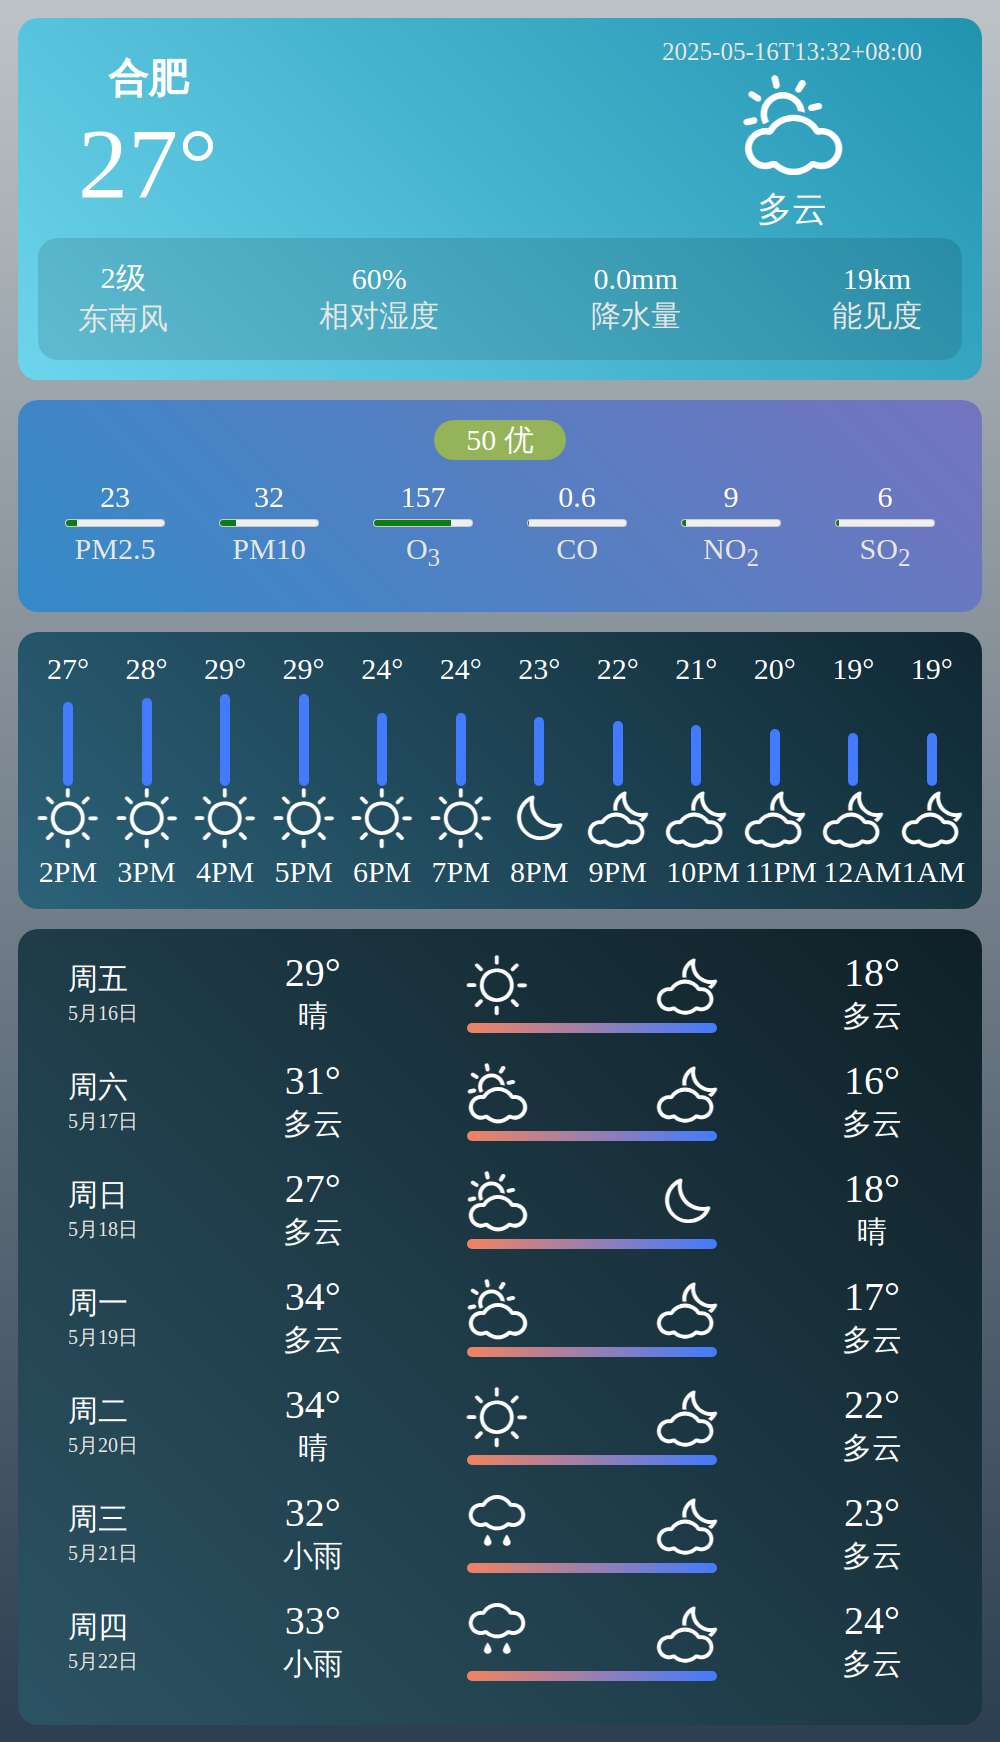 2025-05-16T13:32+08:00
合肥
27°
多云
2级 60% 0.0mm 19km
东南风 相对湿度 降水量 能见度
50 优
23 32 157 0.6 9 6
PM2.5 PM10 O3 CO NO2 SO2
27° 28° 29° 29° 24° 24° 23° 22° 21° 20° 19° 19°
2PM 3PM 4PM 5PM 6PM 7PM 8PM 9PM 10PM 11PM 12AM 1AM
周五 29° 18°
5月16日 晴 多云
周六 31° 16°
5月17日 多云 多云
周日 27° 18°
5月18日 多云 晴
周一 34° 17°
5月19日 多云 多云
周二 34° 22°
5月20日 晴 多云
周三 32° 23°
5月21日 小雨 多云
周四 33° 24°
5月22日 小雨 多云